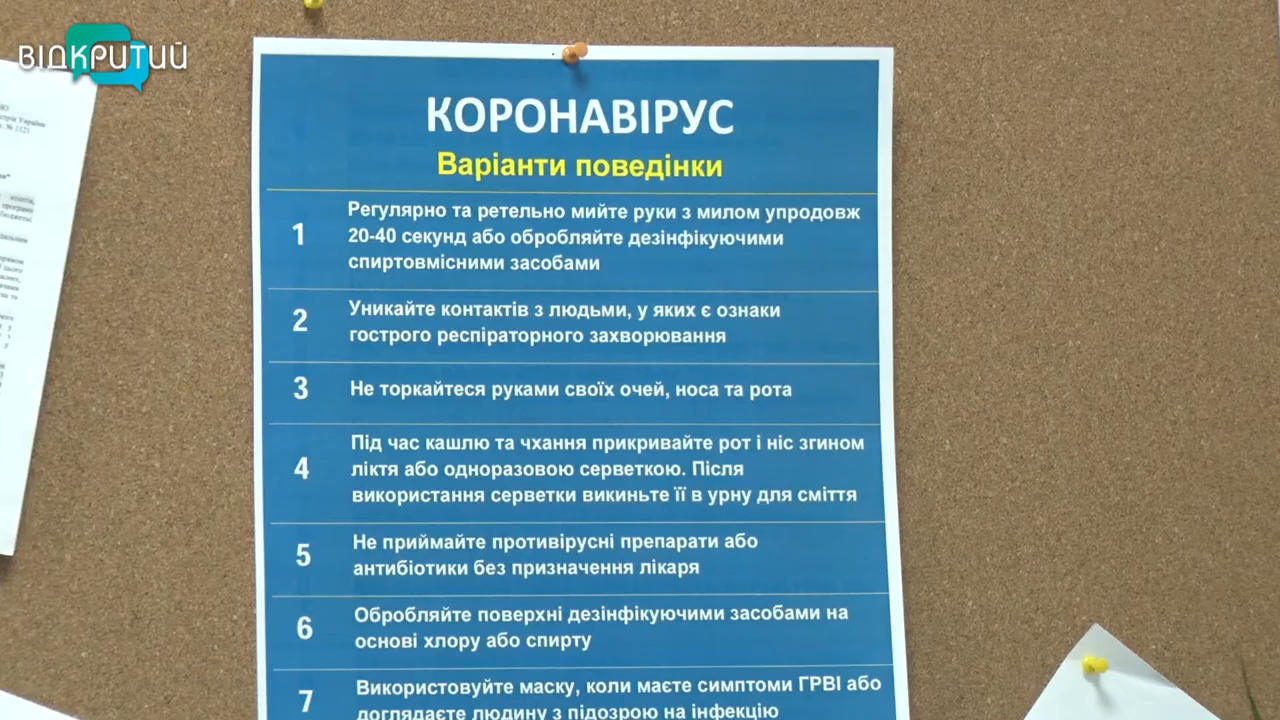 ВІДКРИТИЙ
КОРОНАВІРУС
Варіанти поведінки
1
Регулярно та ретельно мийте руки з милом упродовж
20-40 секунд або обробляйте дезінфікуючими
спиртовмісними засобами
2
Уникайте контактів з людьми, у яких є ознаки
гострого респіраторного захворювання
3
Не торкайтеся руками своїх очей, носа та рота
4
Під час кашлю та чхання прикривайте рот і ніс згином
ліктя або одноразовою серветкою. Після
використання серветки викиньте її в урну для сміття
5
Не приймайте противірусні препарати або
антибіотики без призначення лікаря
6
Обробляйте поверхні дезінфікуючими засобами на
основі хлору або спирту
7
Використовуйте маску, коли маєте симптоми ГРВІ або
доглядаєте людину з підозрою на інфекцію
України
№ 1121